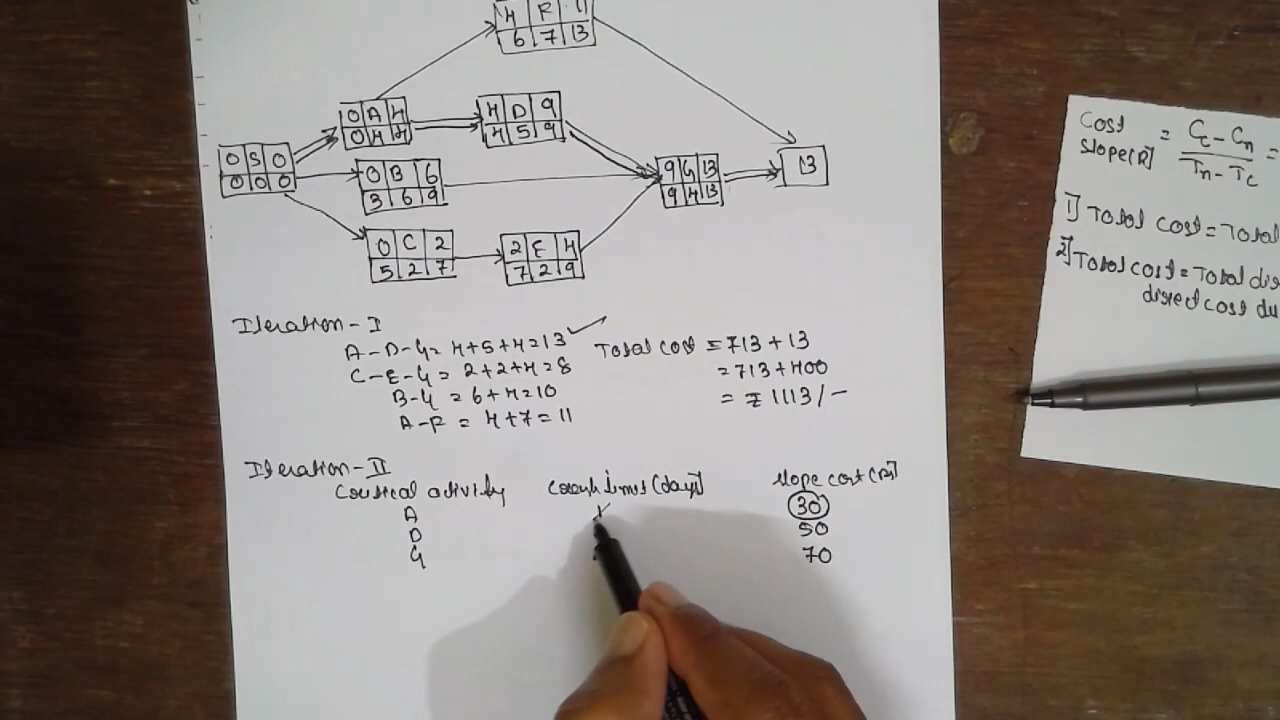 4 F 11
6 7 13
0 A 4
0 4 4
4 D 9
4 5 9
0 S 0
0 0 0
0 B 6
3 6 9
9 G 13
9 4 13
13
0 C 2
5 2 7
2 E 4
7 2 9
Iteration-I
A-D-G = 4+5+4=13
C-E-G = 2+2+4=8
B-G = 6+4=10
A-F = 4+7=11
Total cost = 713+13
=713+400
= ₹1113/-
Iteration-II
Critical activity
Crash time (days)
slope cost (Rs)
A
30
D
50
G
70
Cost slope(Rs) = Cc-Cn / Tn-Tc =
1] Total cost = Total
2] Total cost = Total dir
direct cost du